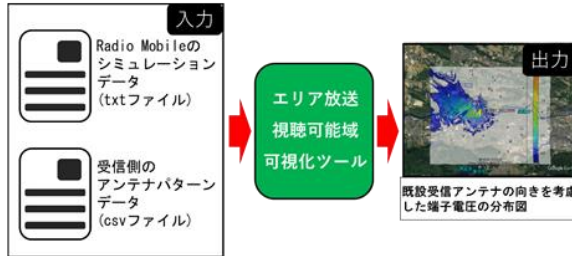 入力
Radio Mobileの
シミュレーション
データ
(txtファイル)
受信側の
アンテナパターン
データ
(csvファイル)
エリア放送
視聴可能域
可視化ツール
出力
既設受信アンテナの向きを考慮
した端子電圧の分布図